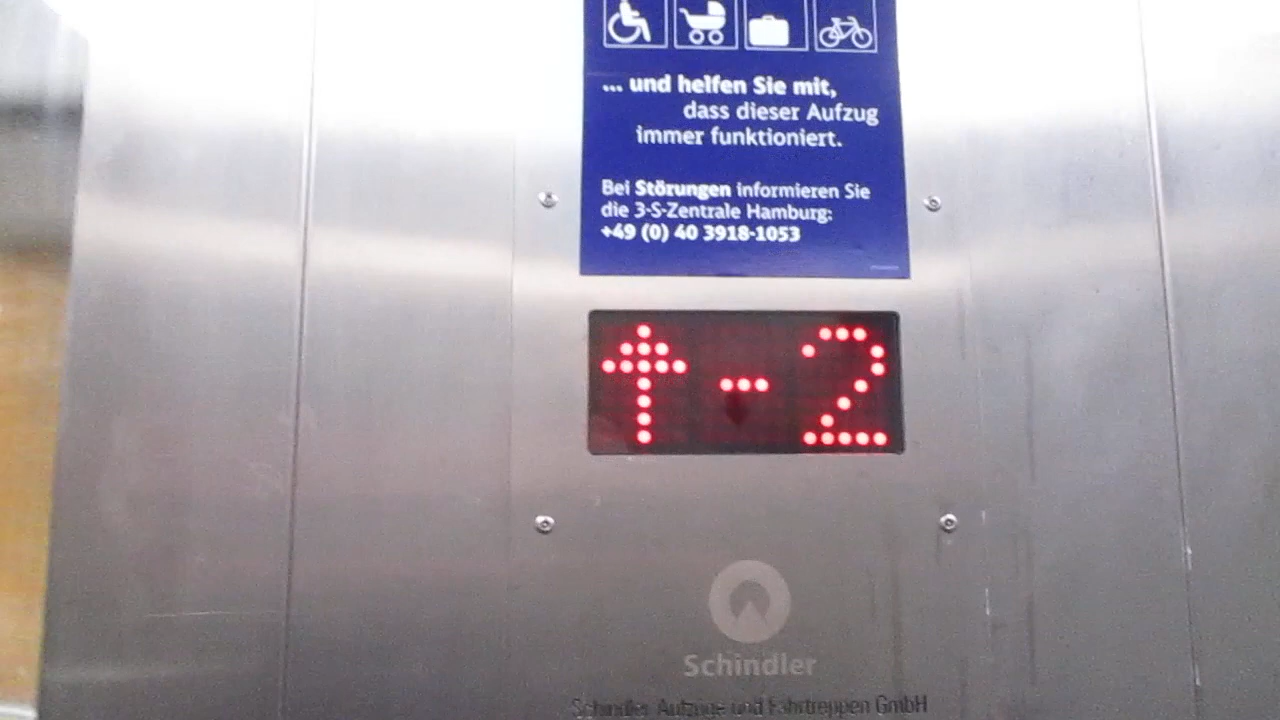 ... und helfen Sie mit,
dass dieser Aufzug
immer funktioniert.
Bei Störungen informieren Sie
die 3-S-Zentrale Hamburg:
+49 (0) 40 3918-1053
↑-2
Schindler
Schindler Aufzüge und Fahrtreppen GmbH